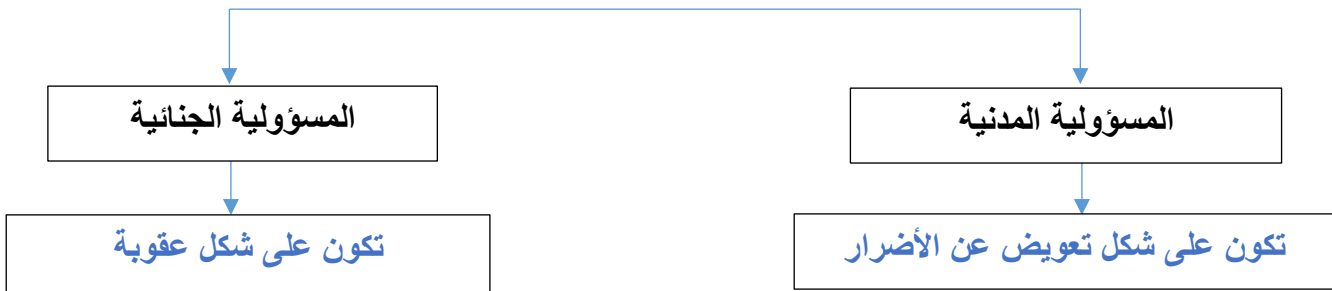 المسؤولية المدنية
المسؤولية الجنائية
تكون على شكل تعويض عن الأضرار
تكون على شكل عقوبة